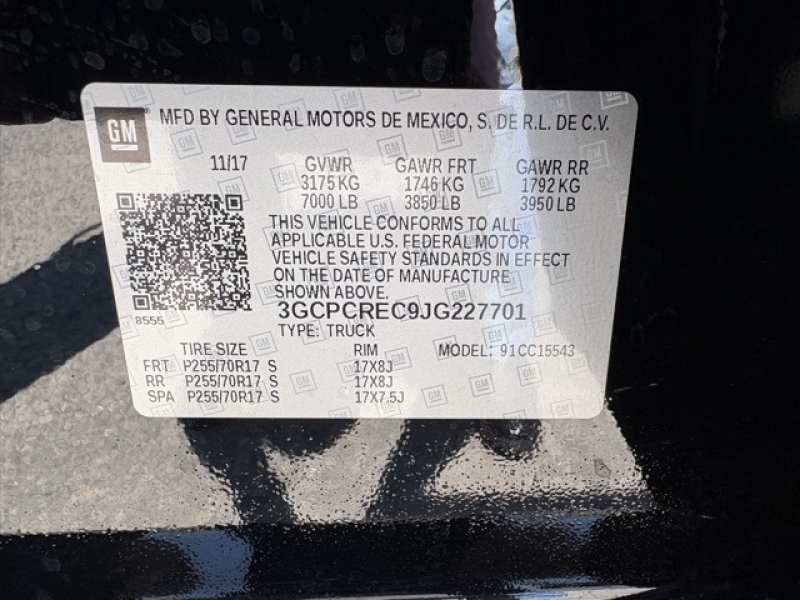 GM
MFD BY GENERAL MOTORS DE MEXICO, S. DE R.L. DE C.V.
11/17 GVWR GAWR FRT GAWR RR
3175 KG 1746 KG 1792 KG
7000 LB 3850 LB 3950 LB
THIS VEHICLE CONFORMS TO ALL
APPLICABLE U.S. FEDERAL MOTOR
VEHICLE SAFETY STANDARDS IN EFFECT
ON THE DATE OF MANUFACTURE
SHOWN ABOVE.
8555
3GCPCREC9JG227701
TYPE: TRUCK
TIRE SIZE RIM MODEL: 91CC15543
FRT P255/70R17 S 17X8J
RR P255/70R17 S 17X8J
SPA P255/70R17 S 17X7.5J